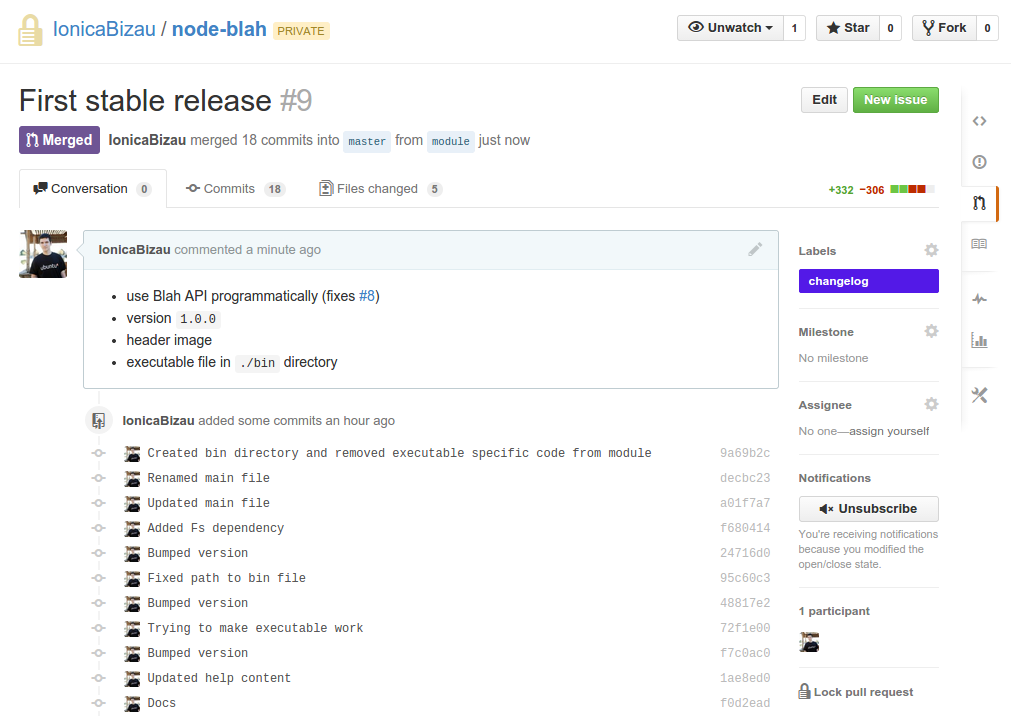 IonicaBizau / node-blah PRIVATE
Unwatch 1 Star 0 Fork 0
First stable release #9
Edit New issue
Merged IonicaBizau merged 18 commits into master from module just now
Conversation 0 Commits 18 Files changed 5
+332 −306
IonicaBizau commented a minute ago
use Blah API programmatically (fixes #8)
version 1.0.0
header image
executable file in ./bin directory
IonicaBizau added some commits an hour ago
Created bin directory and removed executable specific code from module 9a69b2c
Renamed main file decbc23
Updated main file a01f7a7
Added Fs dependency f680414
Bumped version 24716d0
Fixed path to bin file 95c60c3
Bumped version 48817e2
Trying to make executable work 72f1e00
Bumped version f7c0ac0
Updated help content 1ae8ed0
Docs f0d2ead
Labels
changelog
Milestone
No milestone
Assignee
No one—assign yourself
Notifications
Unsubscribe
You're receiving notifications
because you modified the
open/close state.
1 participant
Lock pull request